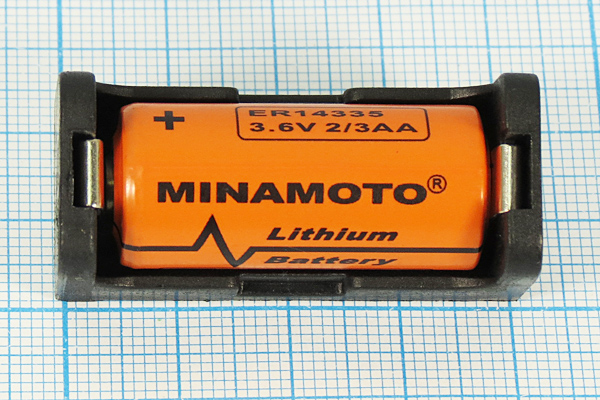 +
ER14335
3.6V 2/3AA
MINAMOTO®
Lithium
Battery